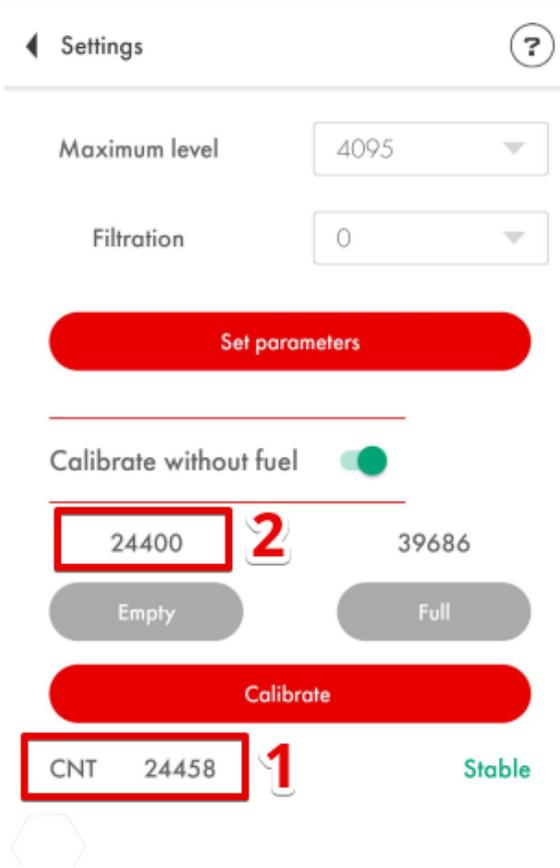 Settings ?
Maximum level 4095
Filtration 0
Set parameters
Calibrate without fuel
24400 2 39686
Empty Full
Calibrate
CNT 24458 1 Stable